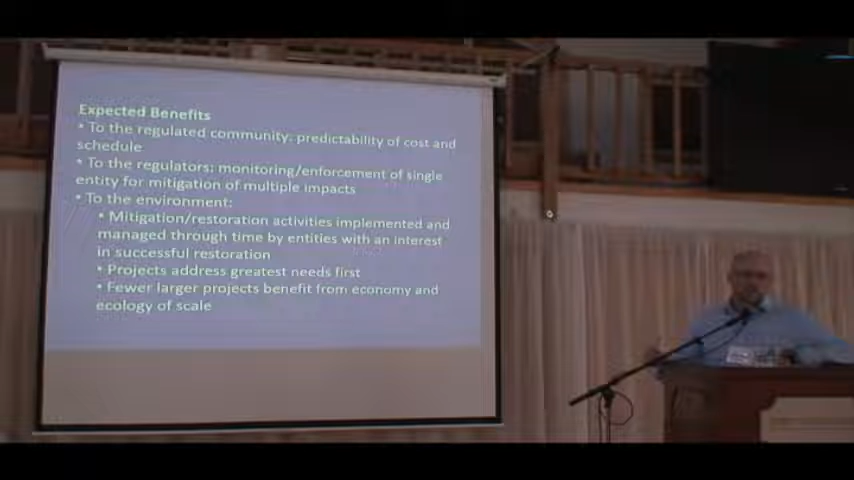 Expected Benefits
• To the regulated community: predictability of cost and
schedule
• To the regulators: monitoring/enforcement of single
entity for mitigation of multiple impacts
• To the environment:
• Mitigation/restoration activities implemented and
managed through time by entities with an interest
in successful restoration
• Projects address greatest needs first
• Fewer larger projects benefit from economy and
ecology of scale